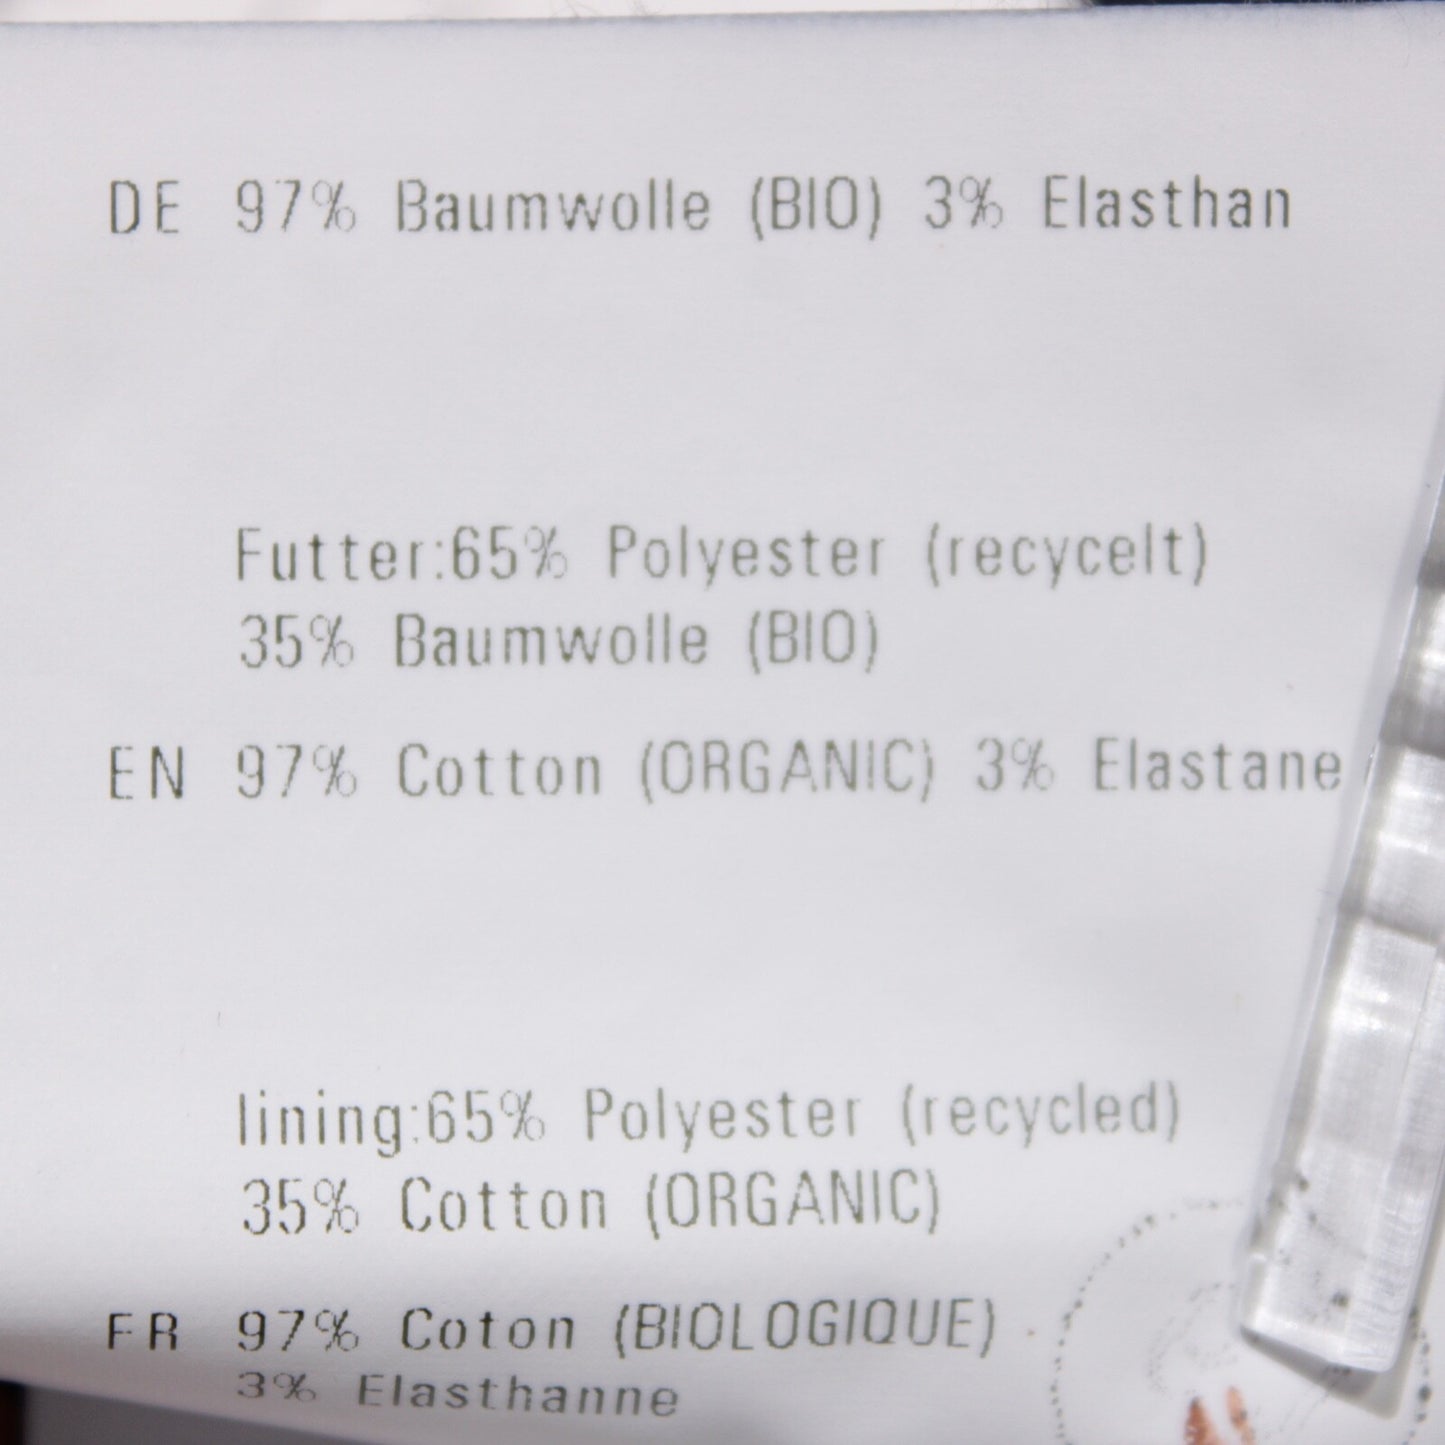 DE 97% Baumwolle (BIO) 3% Elasthan
Futter:65% Polyester (recycelt)
35% Baumwolle (BIO)
EN 97% Cotton (ORGANIC) 3% Elastane
lining:65% Polyester (recycled)
35% Cotton (ORGANIC)
FR 97% Coton (BIOLOGIQUE)
3% Elasthanne